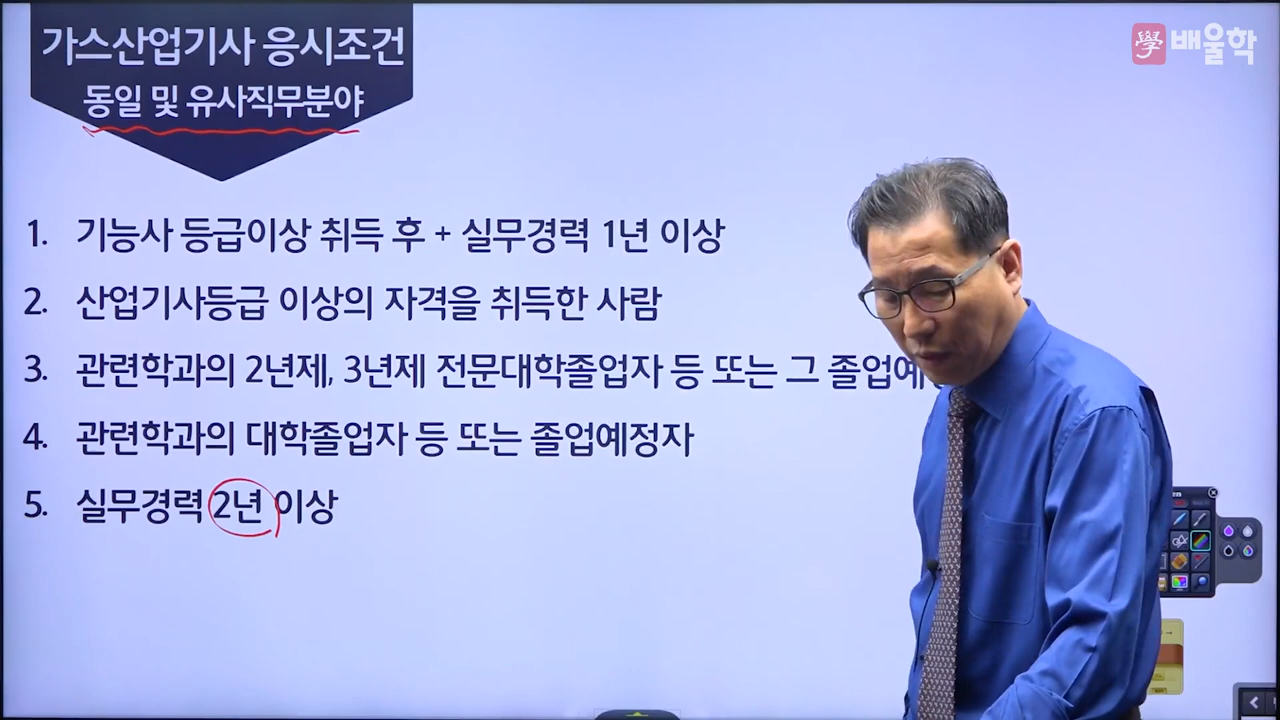 가스산업기사 응시조건
동일 및 유사직무분야
學 배울학
1. 기능사 등급이상 취득 후 + 실무경력 1년 이상
2. 산업기사등급 이상의 자격을 취득한 사람
3. 관련학과의 2년제, 3년제 전문대학졸업자 등 또는 그 졸업예
4. 관련학과의 대학졸업자 등 또는 졸업예정자
5. 실무경력 2년 이상